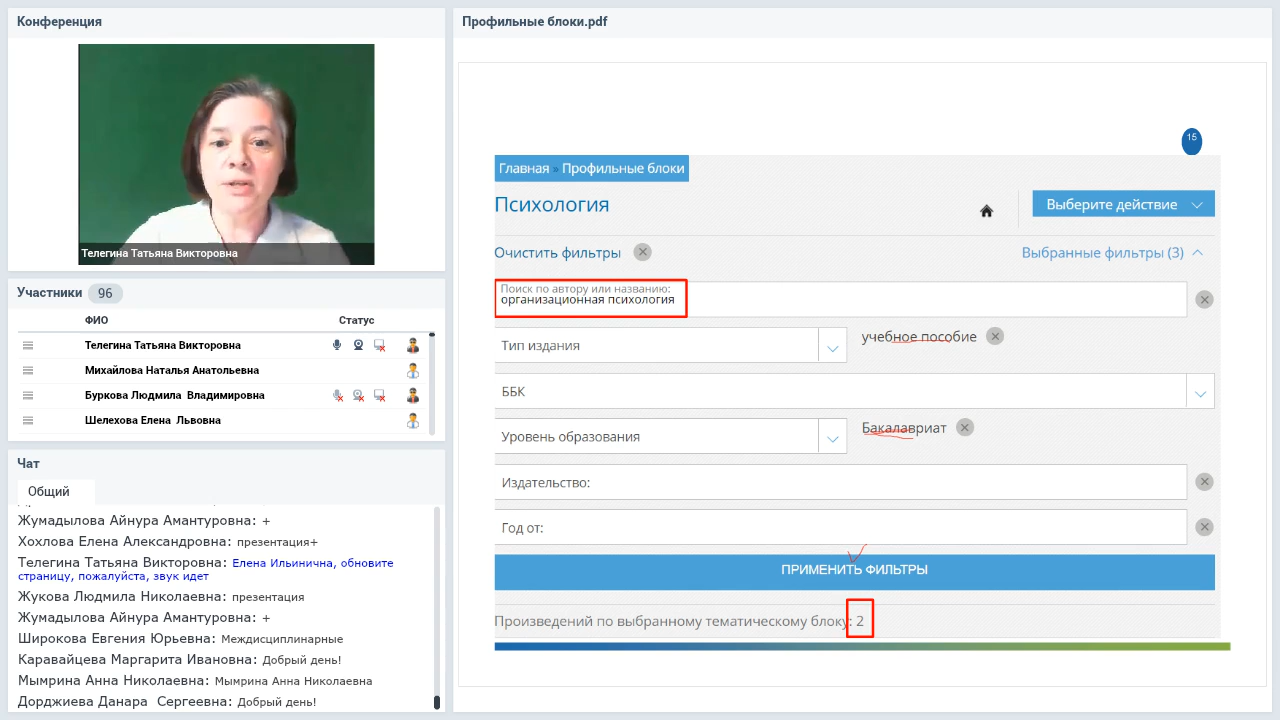 Конференция
Телегина Татьяна Викторовна
Участники 96
ФИО Статус
Телегина Татьяна Викторовна
Михайлова Наталья Анатольевна
Буркова Людмила Владимировна
Шелехова Елена Львовна
Чат
Общий
Жумадылова Айнура Амантуровна: +
Хохлова Елена Александровна: презентация+
Телегина Татьяна Викторовна: Елена Ильинична, обновите
страницу, пожалуйста, звук идет
Жукова Людмила Николаевна: презентация
Жумадылова Айнура Амантуровна: +
Широкова Евгения Юрьевна: Междисциплинарные
Каравайцева Маргарита Ивановна: Добрый день!
Мымрина Анна Николаевна: Мымрина Анна Николаевна
Дорджиева Данара Сергеевна: Добрый день!
Профильные блоки.pdf
15
Главная » Профильные блоки
Психология
Выберите действие
Очистить фильтры
Выбранные фильтры (3)
Поиск по автору или названию:
организационная психология
Тип издания
учебное пособие
ББК
Уровень образования
Бакалавриат
Издательство:
Год от:
ПРИМЕНИТЬ ФИЛЬТРЫ
Произведений по выбранному тематическому блоку: 2